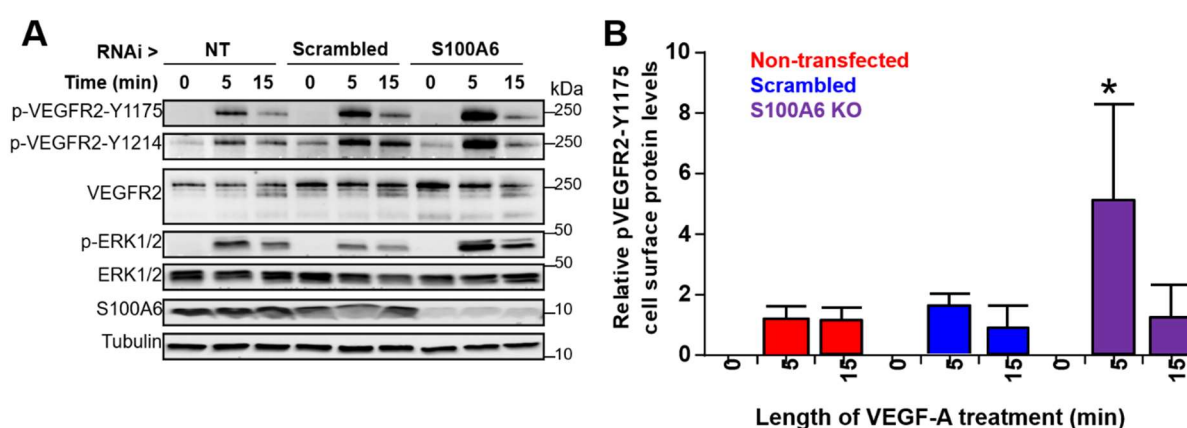 A
RNAi > NT Scrambled S100A6
Time (min) 0 5 15 0 5 15 0 5 15 kDa
p-VEGFR2-Y1175 250
p-VEGFR2-Y1214 250
VEGFR2 250
p-ERK1/2 50
ERK1/2 50
S100A6 10
Tubulin 10
B
Relative pVEGFR2-Y1175
cell surface protein levels
10
8
6
4
2
0
Non-transfected
Scrambled
S100A6 KO
*
0 5 15 0 5 15 0 5 15
Length of VEGF-A treatment (min)